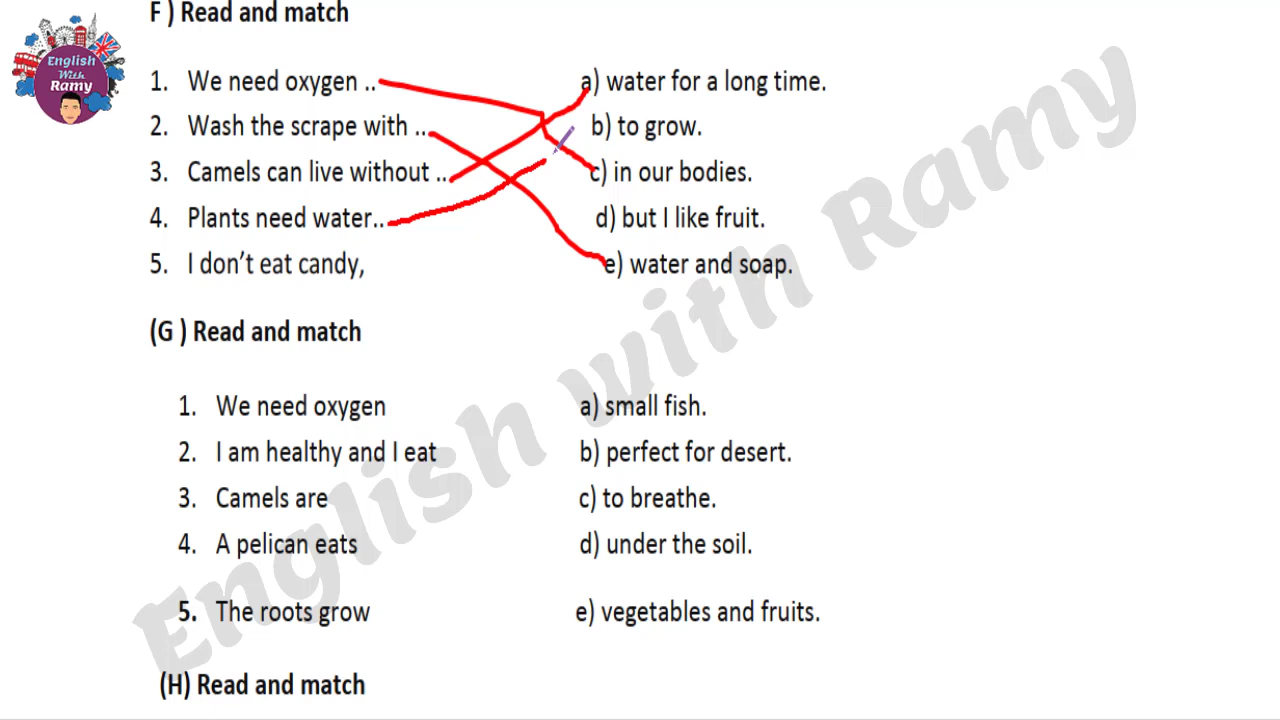 F ) Read and match
English
With
Ramy
1. We need oxygen .. a) water for a long time.
2. Wash the scrape with .. b) to grow.
3. Camels can live without .. c) in our bodies.
4. Plants need water.. d) but I like fruit.
5. I don’t eat candy, e) water and soap.
(G ) Read and match
1. We need oxygen a) small fish.
2. I am healthy and I eat b) perfect for desert.
3. Camels are c) to breathe.
4. A pelican eats d) under the soil.
5. The roots grow e) vegetables and fruits.
(H) Read and match
English with Ramy